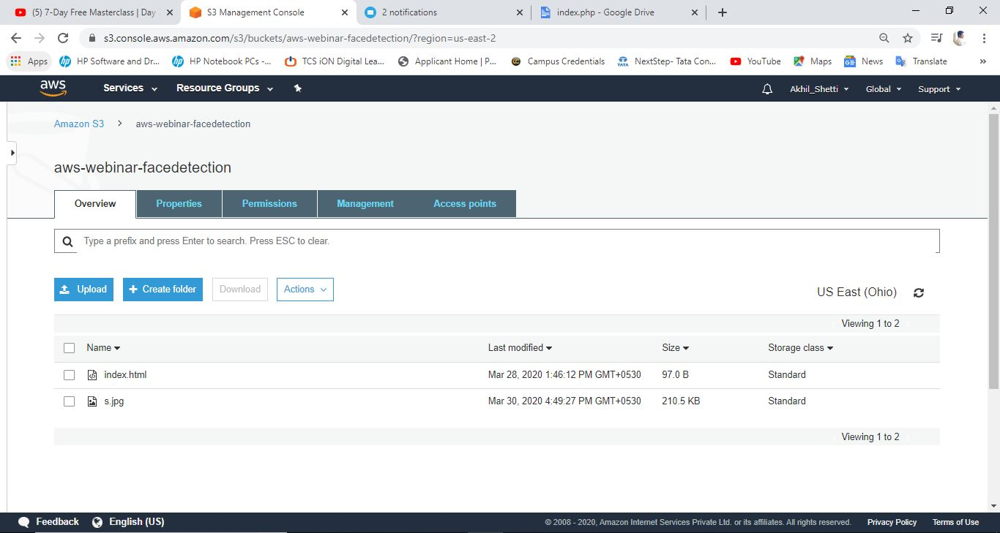 (5) 7-Day Free Masterclass | Day
S3 Management Console
2 notifications
index.php - Google Drive
s3.console.aws.amazon.com/s3/buckets/aws-webinar-facedetection/?region=us-east-2
Apps
HP Software and Dr...
HP Notebook PCs -...
TCS iON Digital Lea...
Applicant Home | P...
Campus Credentials
NextStep- Tata Con...
YouTube
Maps
News
Translate
aws
Services
Resource Groups
Akhil_Shetti
Global
Support
Amazon S3
aws-webinar-facedetection
aws-webinar-facedetection
Overview
Properties
Permissions
Management
Access points
Type a prefix and press Enter to search. Press ESC to clear.
Upload
Create folder
Download
Actions
US East (Ohio)
Viewing 1 to 2
Name
Last modified
Size
Storage class
index.html
Mar 28, 2020 1:46:12 PM GMT+0530
97.0 B
Standard
s.jpg
Mar 30, 2020 4:49:27 PM GMT+0530
210.5 KB
Standard
Viewing 1 to 2
Feedback
English (US)
© 2008 - 2020, Amazon Internet Services Private Ltd. or its affiliates. All rights reserved.
Privacy Policy
Terms of Use